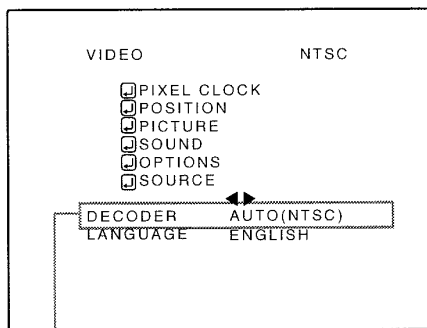 VIDEO NTSC
PIXEL CLOCK
POSITION
PICTURE
SOUND
OPTIONS
SOURCE
DECODER AUTO(NTSC)
LANGUAGE ENGLISH